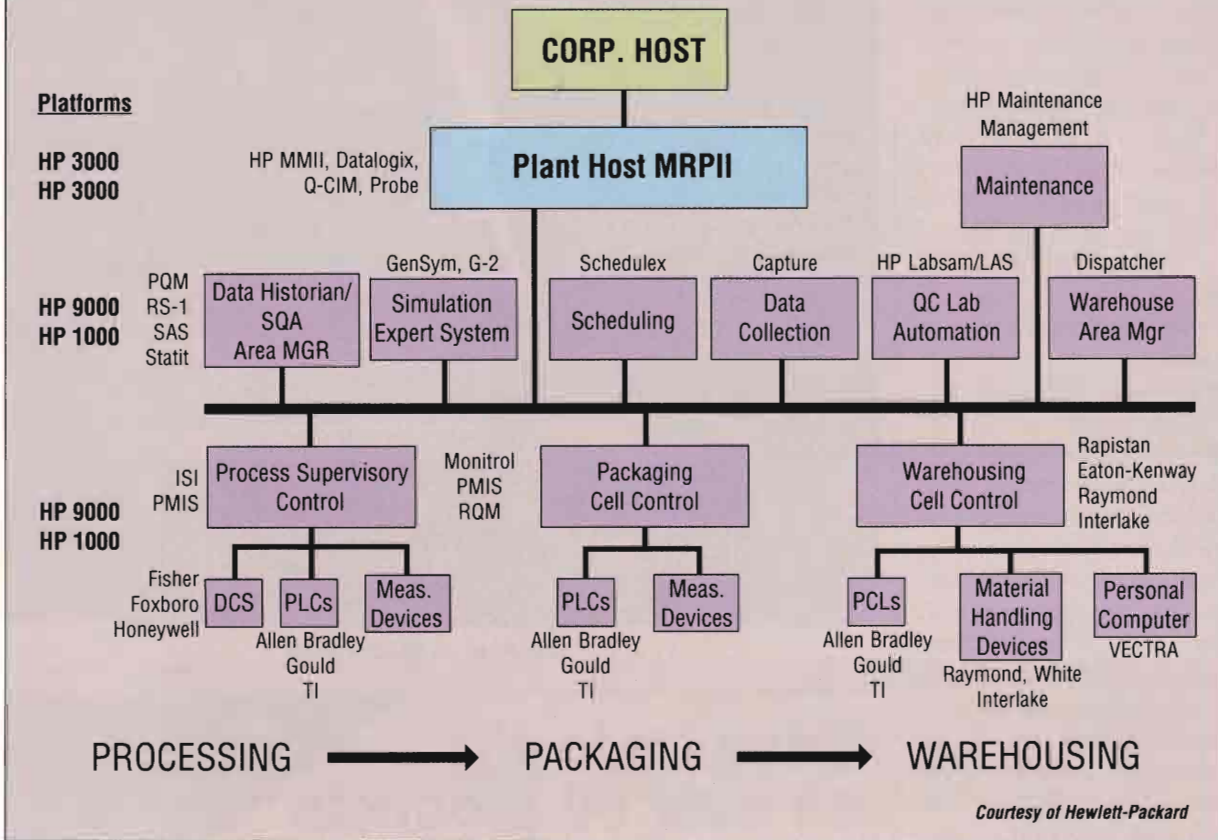 CORP. HOST
Platforms
HP 3000
HP 3000
HP MMII, Datalogix,
Q-CIM, Probe
Plant Host MRPII
HP Maintenance
Management
Maintenance
HP 9000
HP 1000
PQM
RS-1
SAS
Statit
Data Historian/
SQA
Area MGR
GenSym, G-2
Simulation
Expert System
Schedulex
Scheduling
Capture
Data
Collection
HP Labsam/LAS
QC Lab
Automation
Dispatcher
Warehouse
Area Mgr
HP 9000
HP 1000
ISI
PMIS
Process Supervisory
Control
Monitrol
PMIS
RQM
Packaging
Cell Control
Warehousing
Cell Control
Rapistan
Eaton-Kenway
Raymond
Interlake
Fisher
Foxboro
Honeywell
DCS
PLCs
Allen Bradley
Gould
TI
Meas.
Devices
PLCs
Allen Bradley
Gould
TI
Meas.
Devices
PCLs
Allen Bradley
Gould
TI
Material
Handling
Devices
Raymond, White
Interlake
Personal
Computer
VECTRA
PROCESSING
PACKAGING
WAREHOUSING
Courtesy of Hewlett-Packard